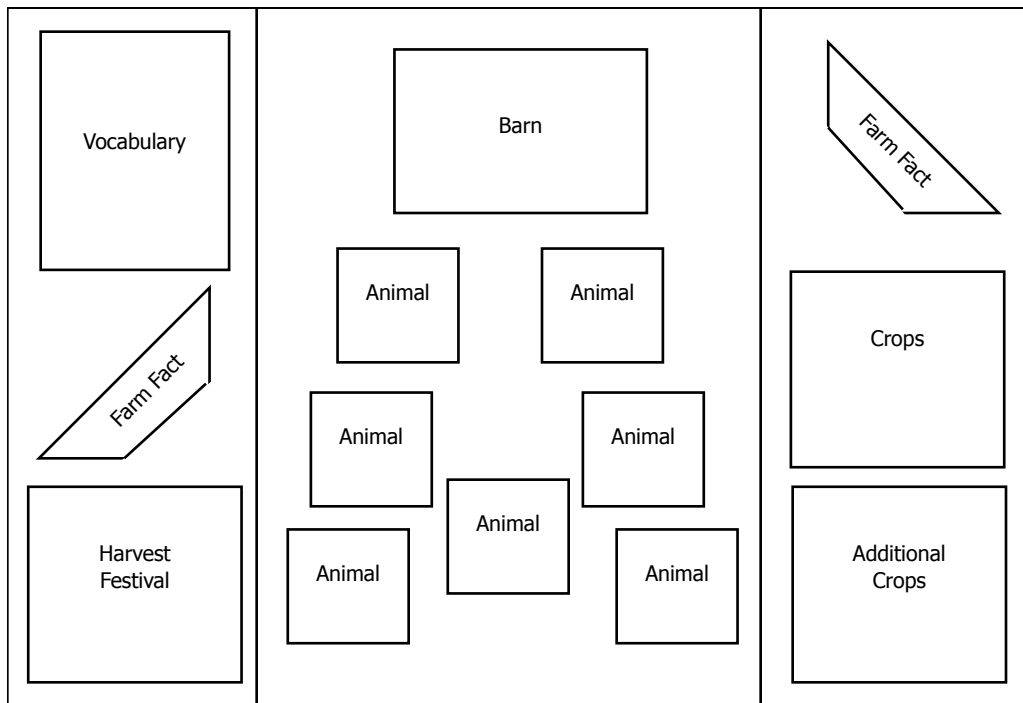 Vocabulary
Farm Fact
Harvest
Festival
Barn
Animal
Animal
Animal
Animal
Animal
Animal
Animal
Farm Fact
Crops
Additional
Crops